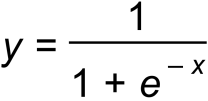 y = 1 / (1 + e^{-x})